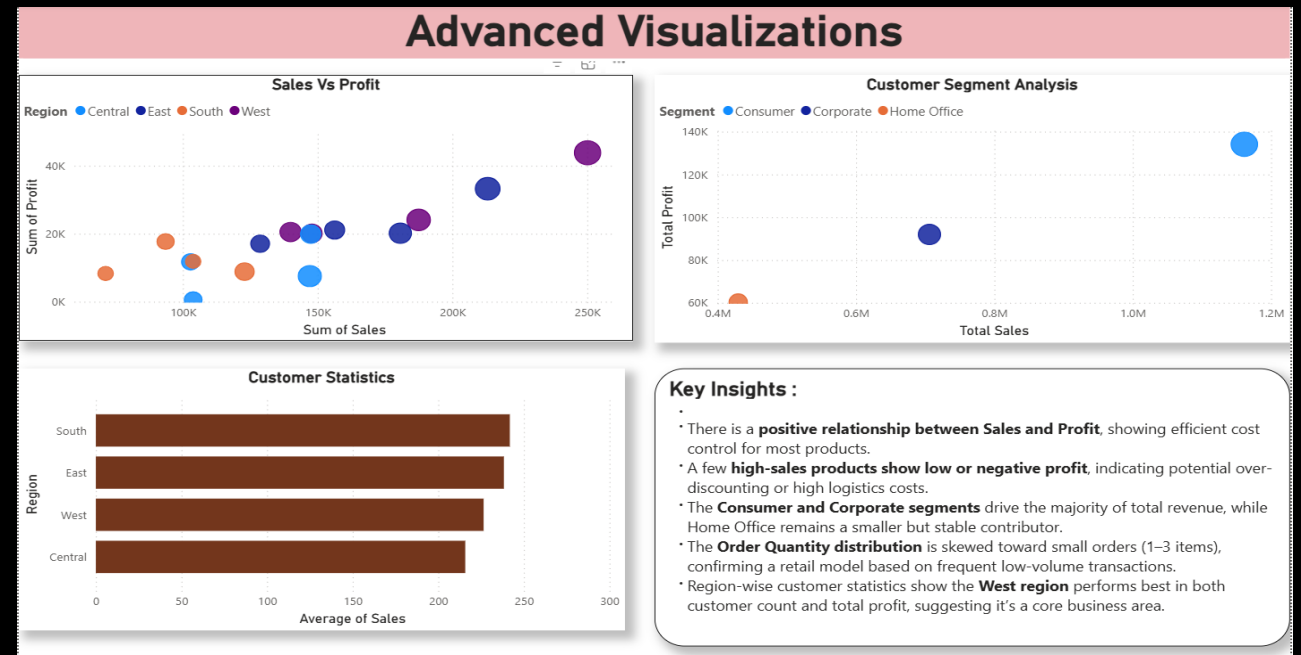 Advanced Visualizations
Sales Vs Profit
Region Central East South West
Sum of Profit
40K
20K
0K
100K 150K 200K 250K
Sum of Sales
Customer Segment Analysis
Segment Consumer Corporate Home Office
Total Profit
140K
120K
100K
80K
60K
0.4M 0.6M 0.8M 1.0M 1.2M
Total Sales
Customer Statistics
Region
South
East
West
Central
0 50 100 150 200 250 300
Average of Sales
Key Insights :
•
• There is a positive relationship between Sales and Profit, showing efficient cost
control for most products.
• A few high-sales products show low or negative profit, indicating potential over-
discounting or high logistics costs.
• The Consumer and Corporate segments drive the majority of total revenue, while
Home Office remains a smaller but stable contributor.
• The Order Quantity distribution is skewed toward small orders (1–3 items),
confirming a retail model based on frequent low-volume transactions.
• Region-wise customer statistics show the West region performs best in both
customer count and total profit, suggesting it's a core business area.